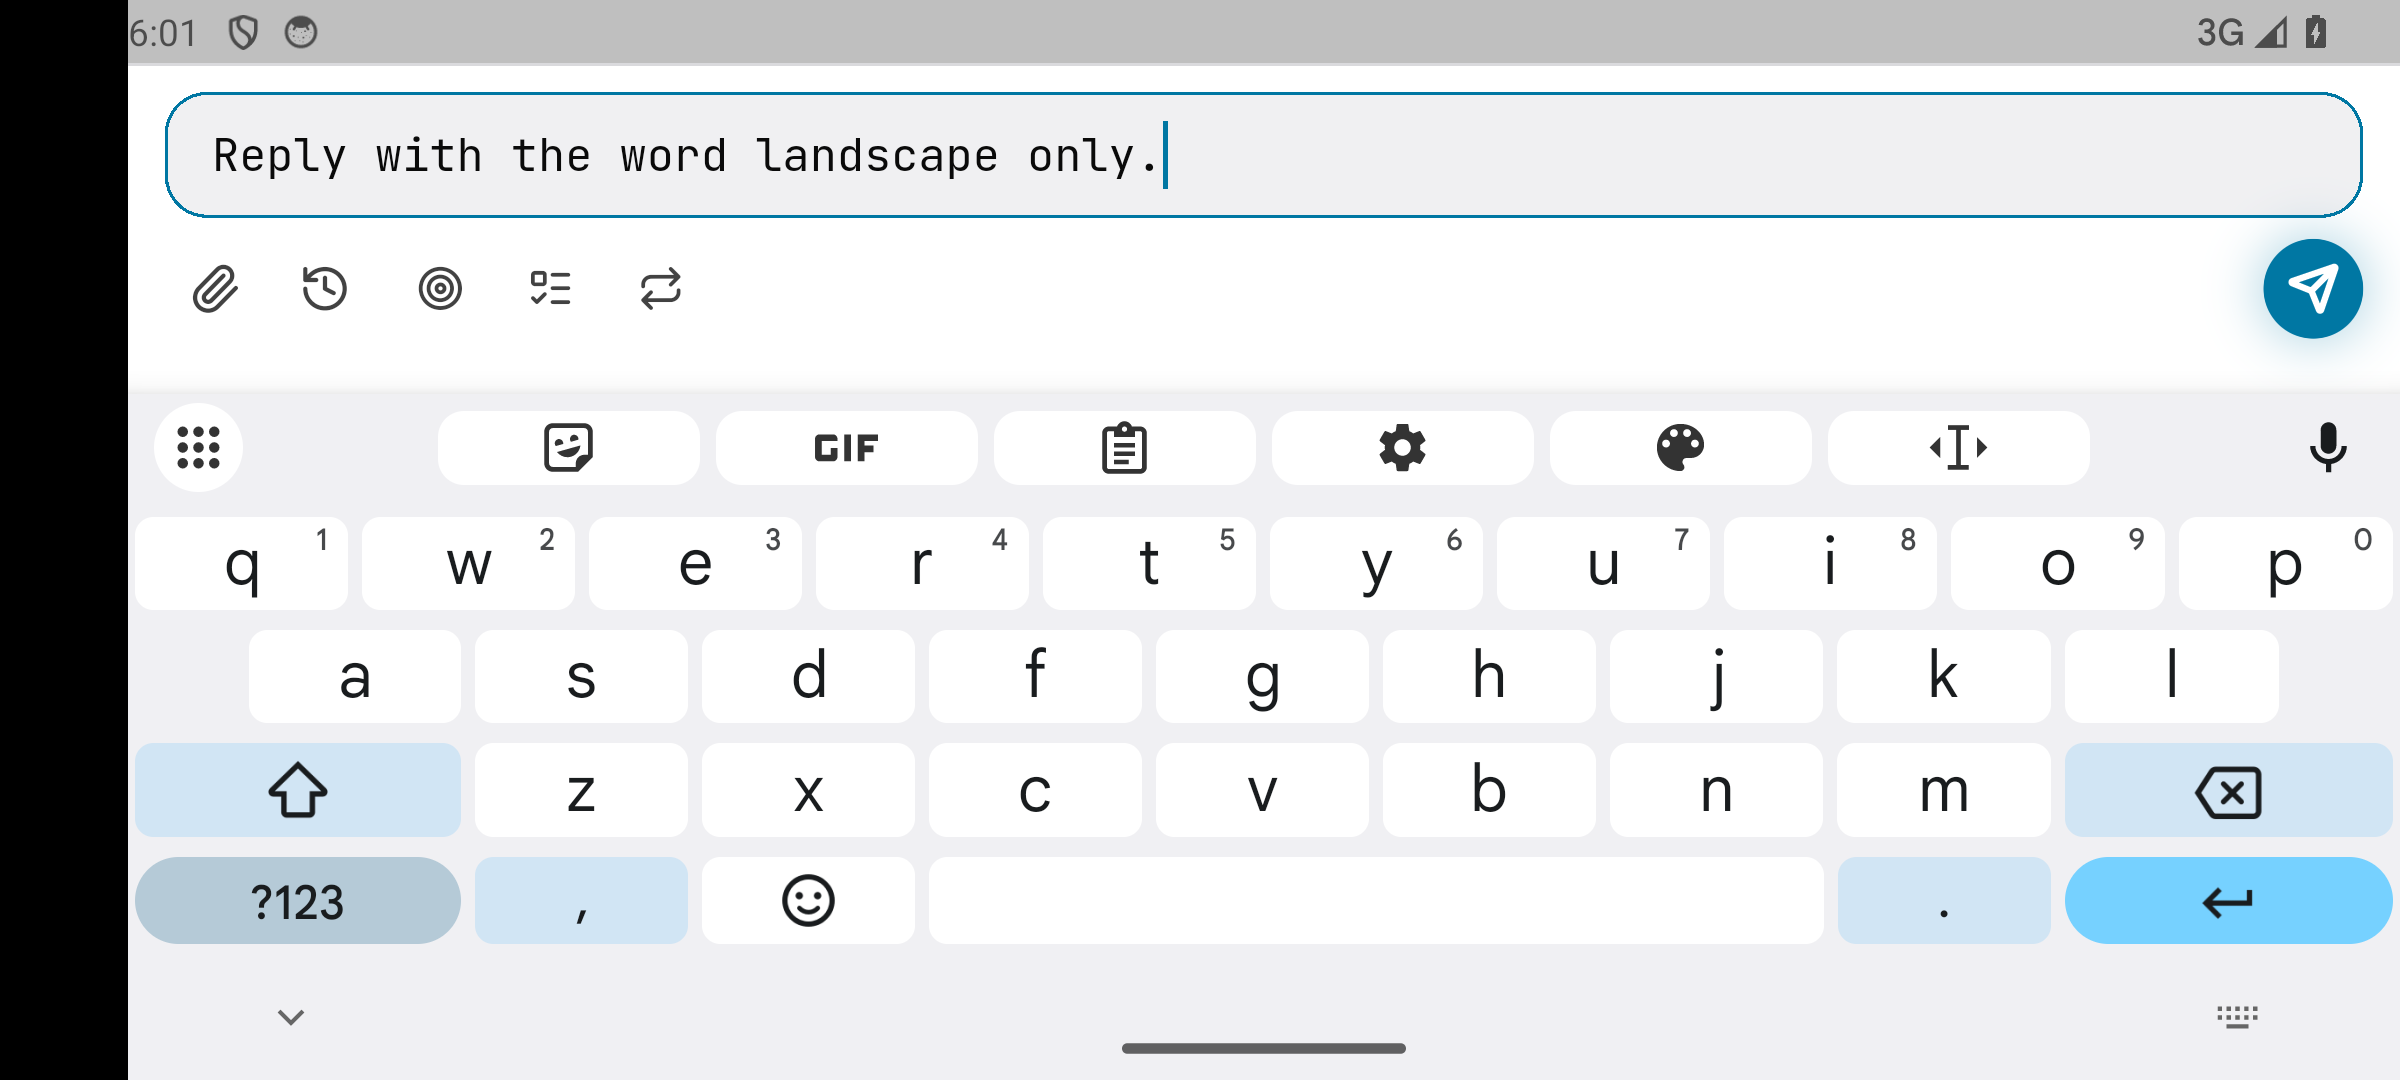 6:01
3G
Reply with the word landscape only.
GIF
q 1 w 2 e 3 r 4 t 5 y 6 u 7 i 8 o 9 p 0
a s d f g h j k l
z x c v b n m
?123 , .